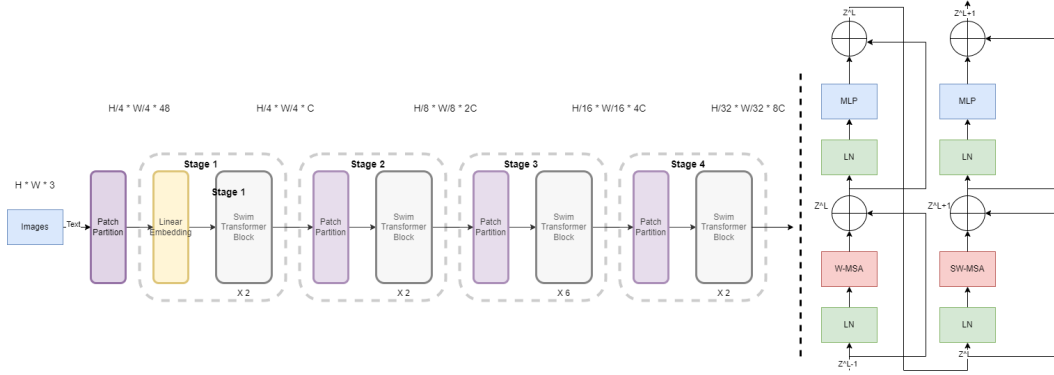 H/4 * W/4 * 48
H/4 * W/4 * C
H/8 * W/8 * 2C
H/16 * W/16 * 4C
H/32 * W/32 * 8C
H * W * 3
Images
Text
Patch
Partition
Stage 1
Linear
Embedding
Stage 1
Swim
Transformer
Block
X 2
Stage 2
Patch
Partition
Swim
Transformer
Block
X 2
Stage 3
Patch
Partition
Swim
Transformer
Block
X 6
Stage 4
Patch
Partition
Swim
Transformer
Block
X 2
Z^L
MLP
LN
Z^L
W-MSA
LN
Z^L-1
Z^L+1
MLP
LN
Z^L+1
SW-MSA
LN
Z^L